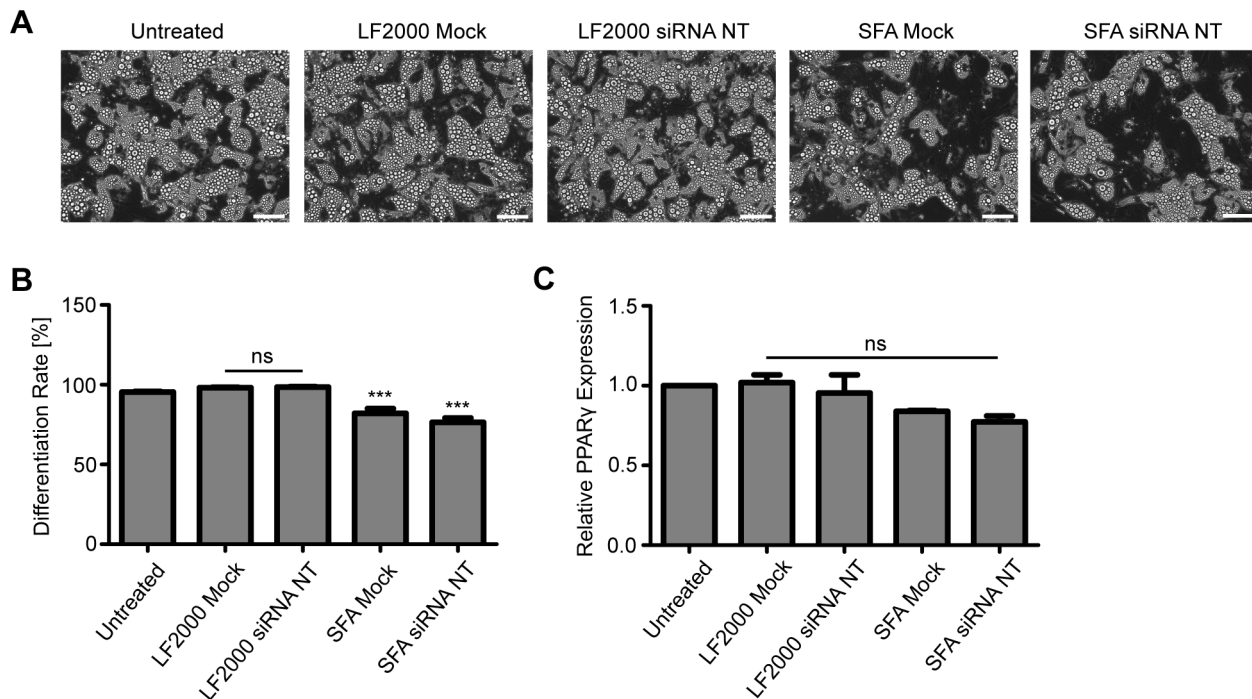 A
Untreated
LF2000 Mock
LF2000 siRNA NT
SFA Mock
SFA siRNA NT
B
Differentiation Rate [%]
150
100
50
0
ns
***
***
Untreated
LF2000 Mock
LF2000 siRNA NT
SFA Mock
SFA siRNA NT
C
Relative PPARγ Expression
1.5
1.0
0.5
0.0
ns
Untreated
LF2000 Mock
LF2000 siRNA NT
SFA Mock
SFA siRNA NT